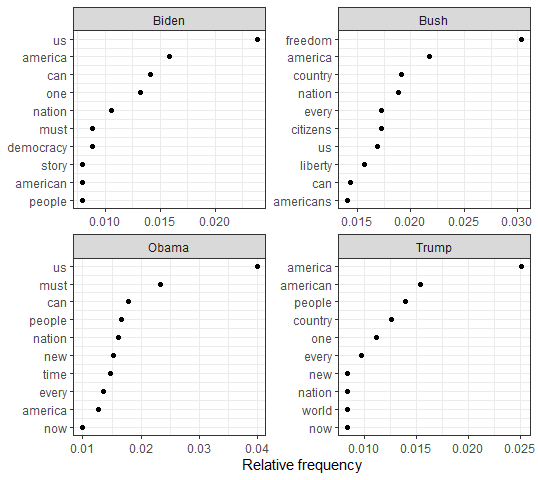 Biden
us
america
can
one
nation
must
democracy
story
american
people
0.010 0.015 0.020
Bush
freedom
america
country
nation
every
citizens
us
liberty
can
americans
0.015 0.020 0.025 0.030
Obama
us
must
can
people
nation
new
time
every
america
now
0.01 0.02 0.03 0.04
Trump
america
american
people
country
one
every
new
nation
world
now
0.010 0.015 0.020 0.025
Relative frequency